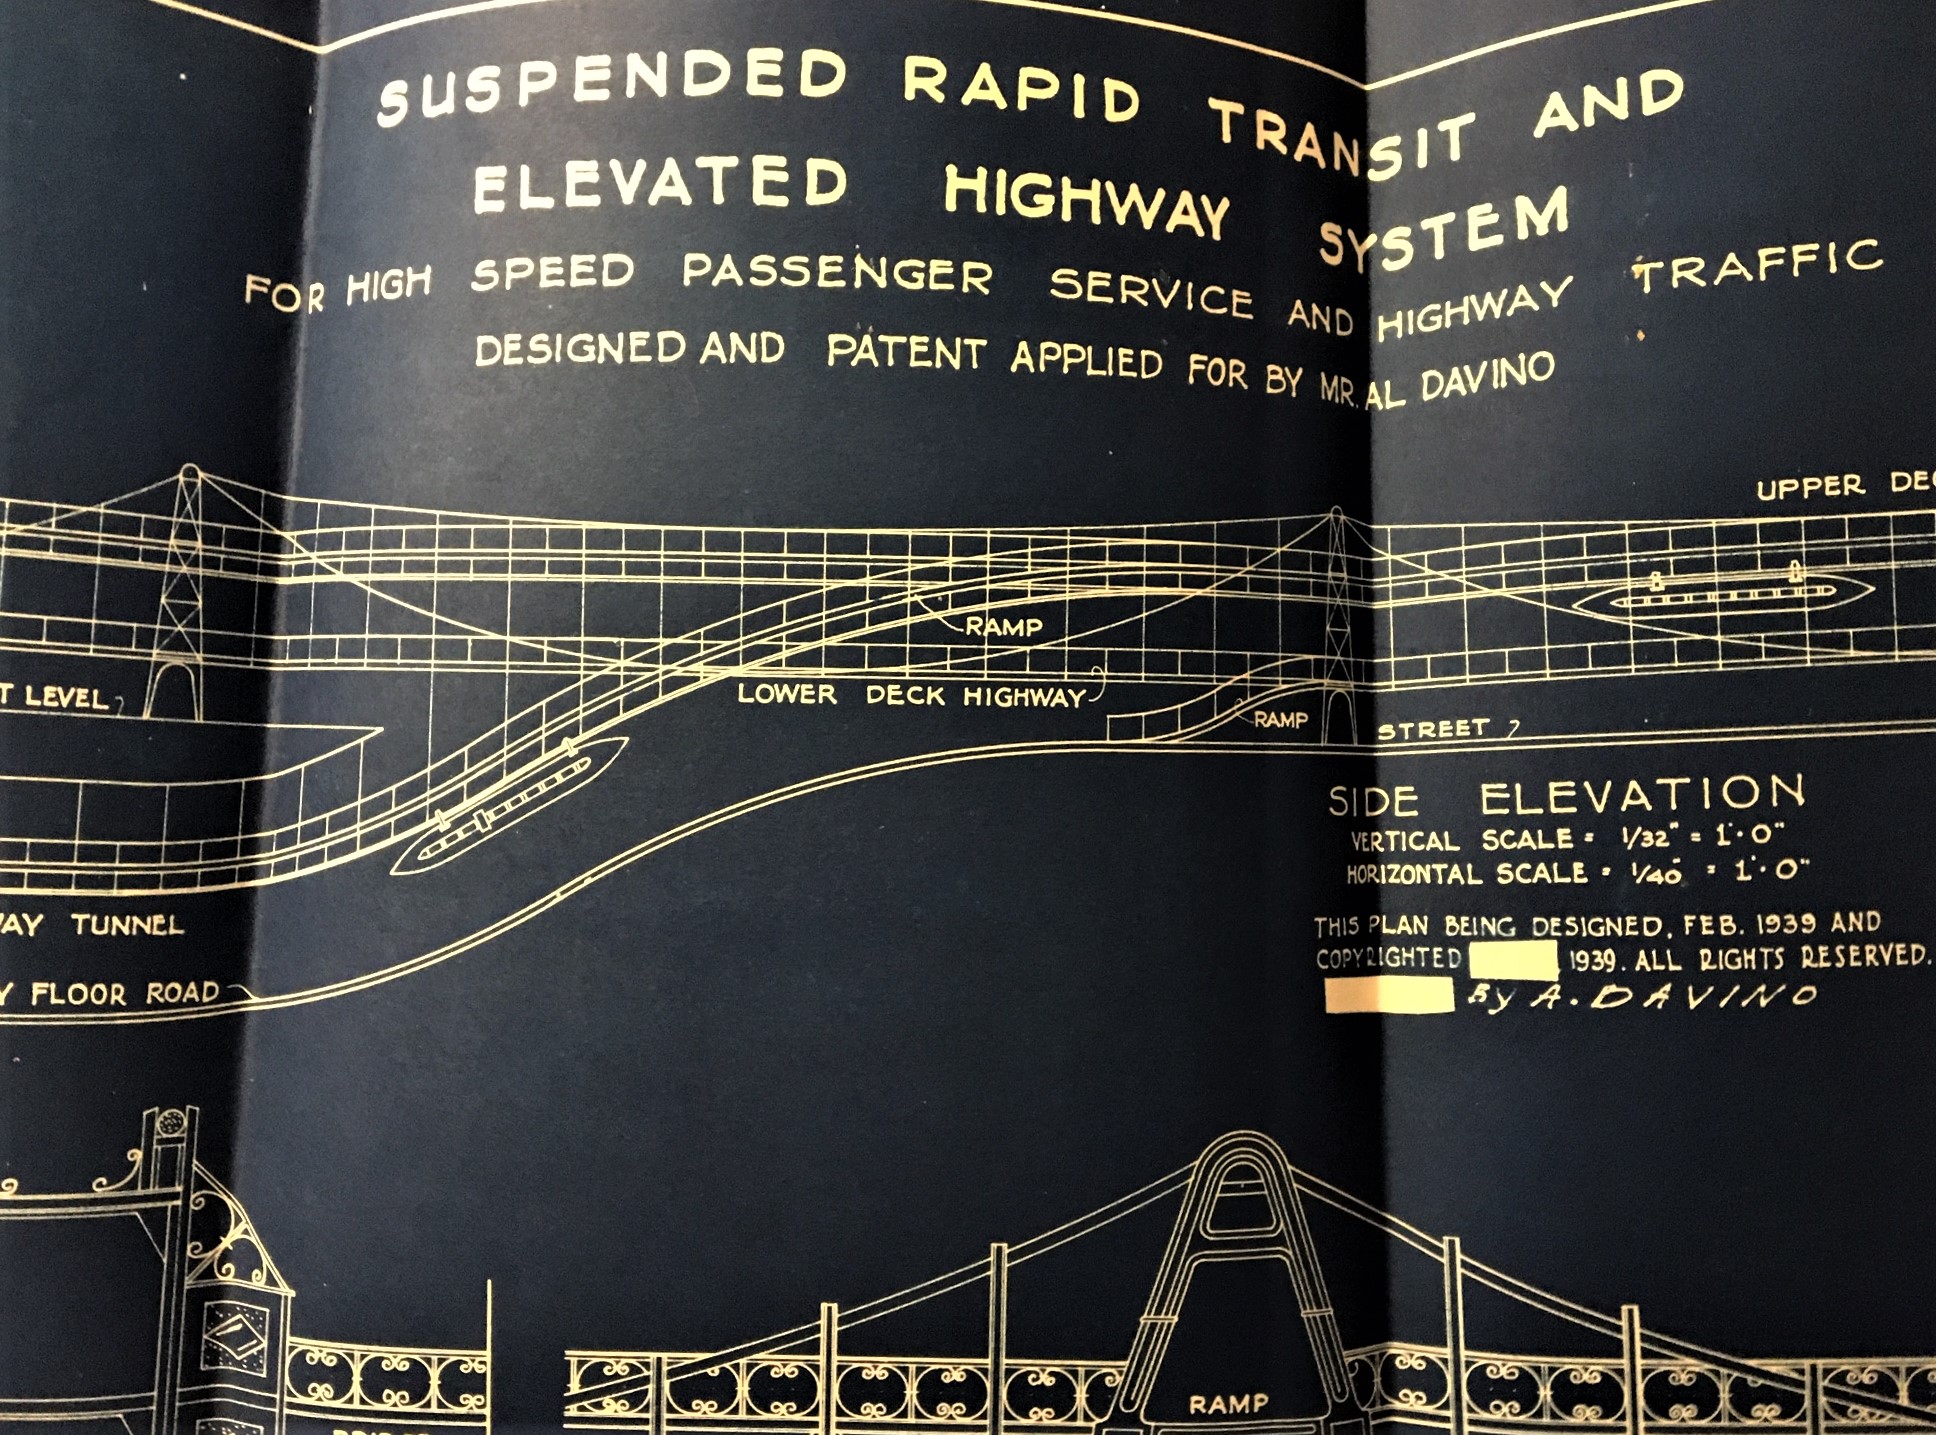 SUSPENDED RAPID TRANSIT AND
ELEVATED HIGHWAY SYSTEM
FOR HIGH SPEED PASSENGER SERVICE AND HIGHWAY TRAFFIC
DESIGNED AND PATENT APPLIED FOR BY MR. AL DAVINO
UPPER DEC
RAMP
T LEVEL
LOWER DECK HIGHWAY
RAMP
STREET
SIDE ELEVATION
VERTICAL SCALE = 1/32" = 1'-0"
HORIZONTAL SCALE = 1/40" = 1'-0"
THIS PLAN BEING DESIGNED, FEB. 1939 AND
COPYRIGHTED 1939. ALL RIGHTS RESERVED.
By A. DAVINO
AY TUNNEL
Y FLOOR ROAD
RAMP